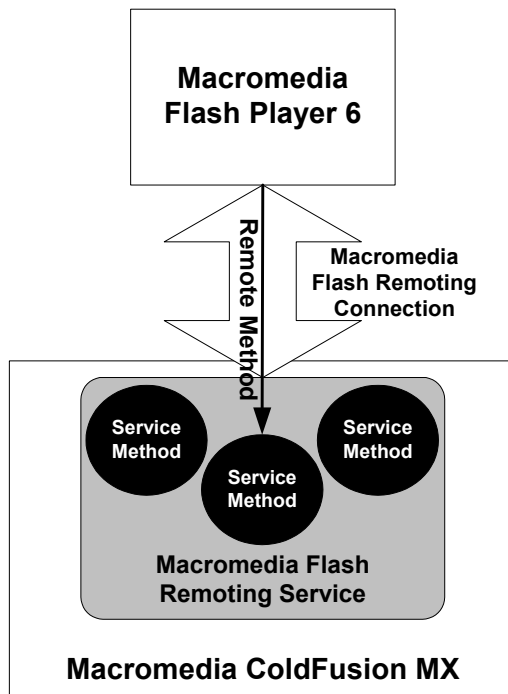 Macromedia
Flash Player 6
Remote Method
Macromedia
Flash Remoting
Connection
Service
Method
Service
Method
Service
Method
Macromedia Flash
Remoting Service
Macromedia ColdFusion MX